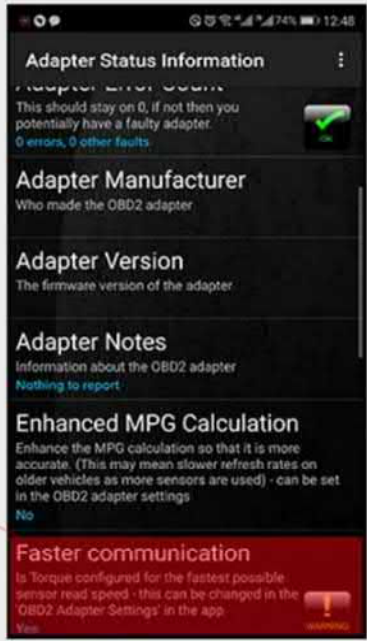 74% 12:48
Adapter Status Information
Adapter Error Count
This should stay on 0, if not then you
potentially have a faulty adapter.
0 errors, 0 other faults
OK
Adapter Manufacturer
Who made the OBD2 adapter
Adapter Version
The firmware version of the adapter
Adapter Notes
Information about the OBD2 adapter
Nothing to report
Enhanced MPG Calculation
Enhance the MPG calculation so that it is more
accurate. (This may mean slower refresh rates on
older vehicles as more sensors are used) - can be set
in the OBD2 adapter settings
No
Faster communication
Is Torque configured for the fastest possible
sensor read speed - this can be changed in the
'OBD2 Adapter Settings' in the app.
WARNING
Yes